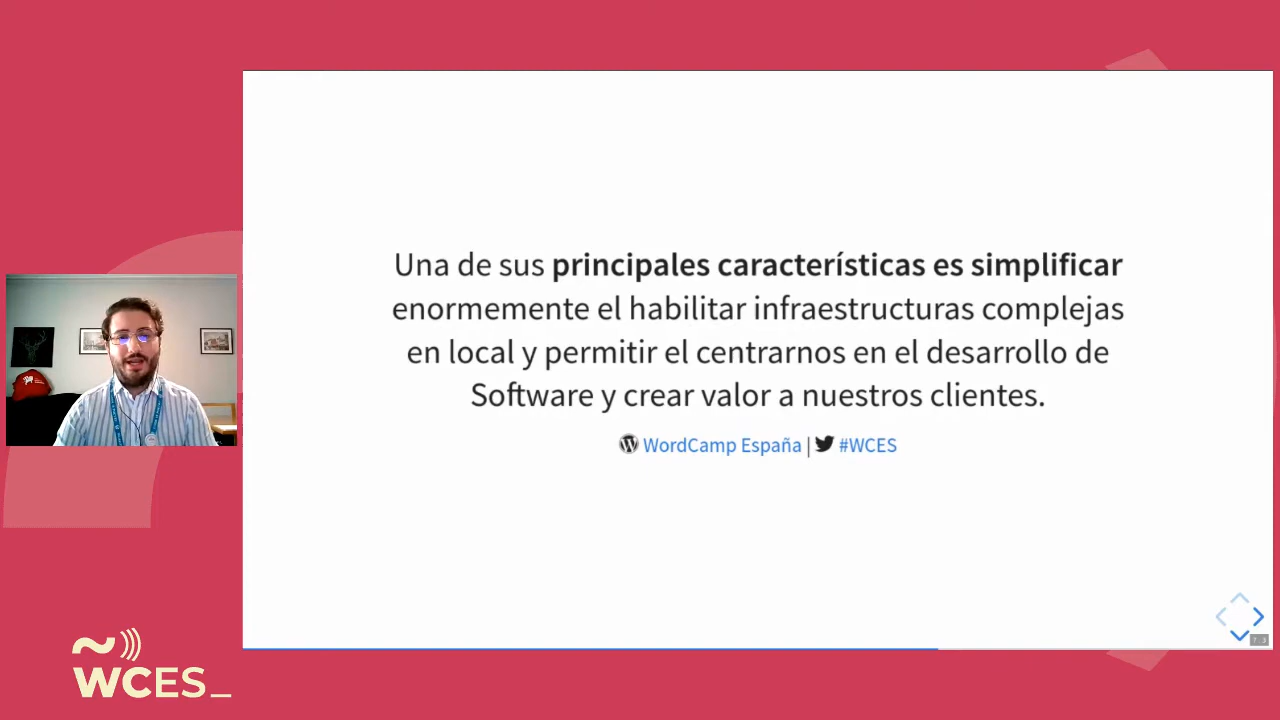 Una de sus principales características es simplificar
enormemente el habilitar infraestructuras complejas
en local y permitir el centrarnos en el desarrollo de
Software y crear valor a nuestros clientes.
WordCamp España | #WCES
WCES_